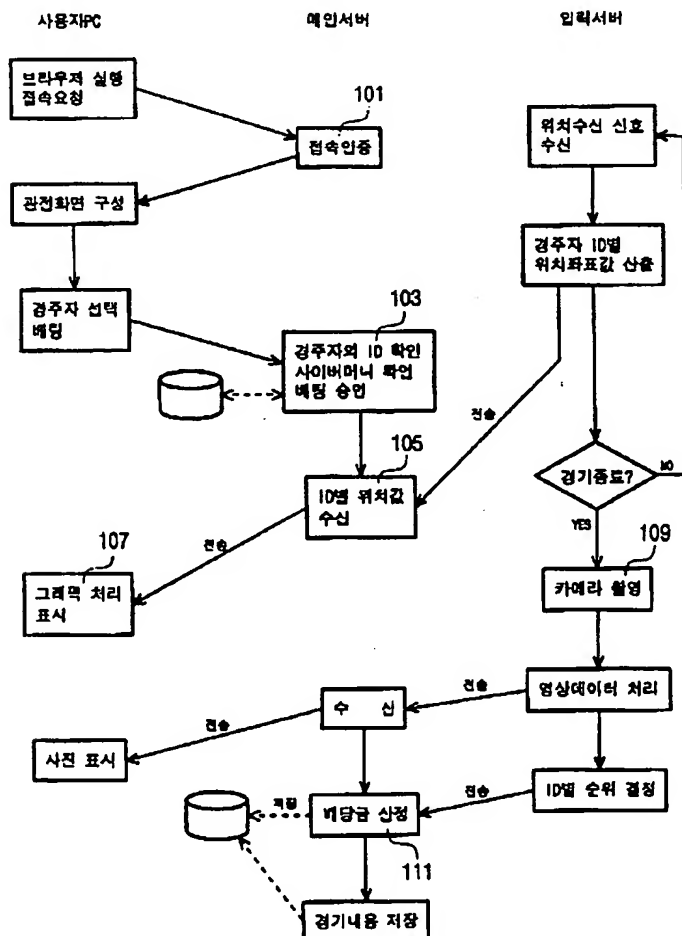 사용자PC
메인서버
입력서버
브라우저 실행
접속요청
101
접속인증
위치수신 신호
수신
관전화면 구성
경주자 ID별
위치좌표값 산출
경주자 선택
베팅
103
경주자의 ID 확인
사이버머니 확인
베팅 승인
전송
105
ID별 위치값
수신
경기종료?
NO
YES
107
전송
그래픽 처리
표시
109
카메라 촬영
영상데이터 처리
전송
수 신
전송
사진 표시
ID별 순위 결정
전송
배당금 산정
저장
111
경기내용 저장